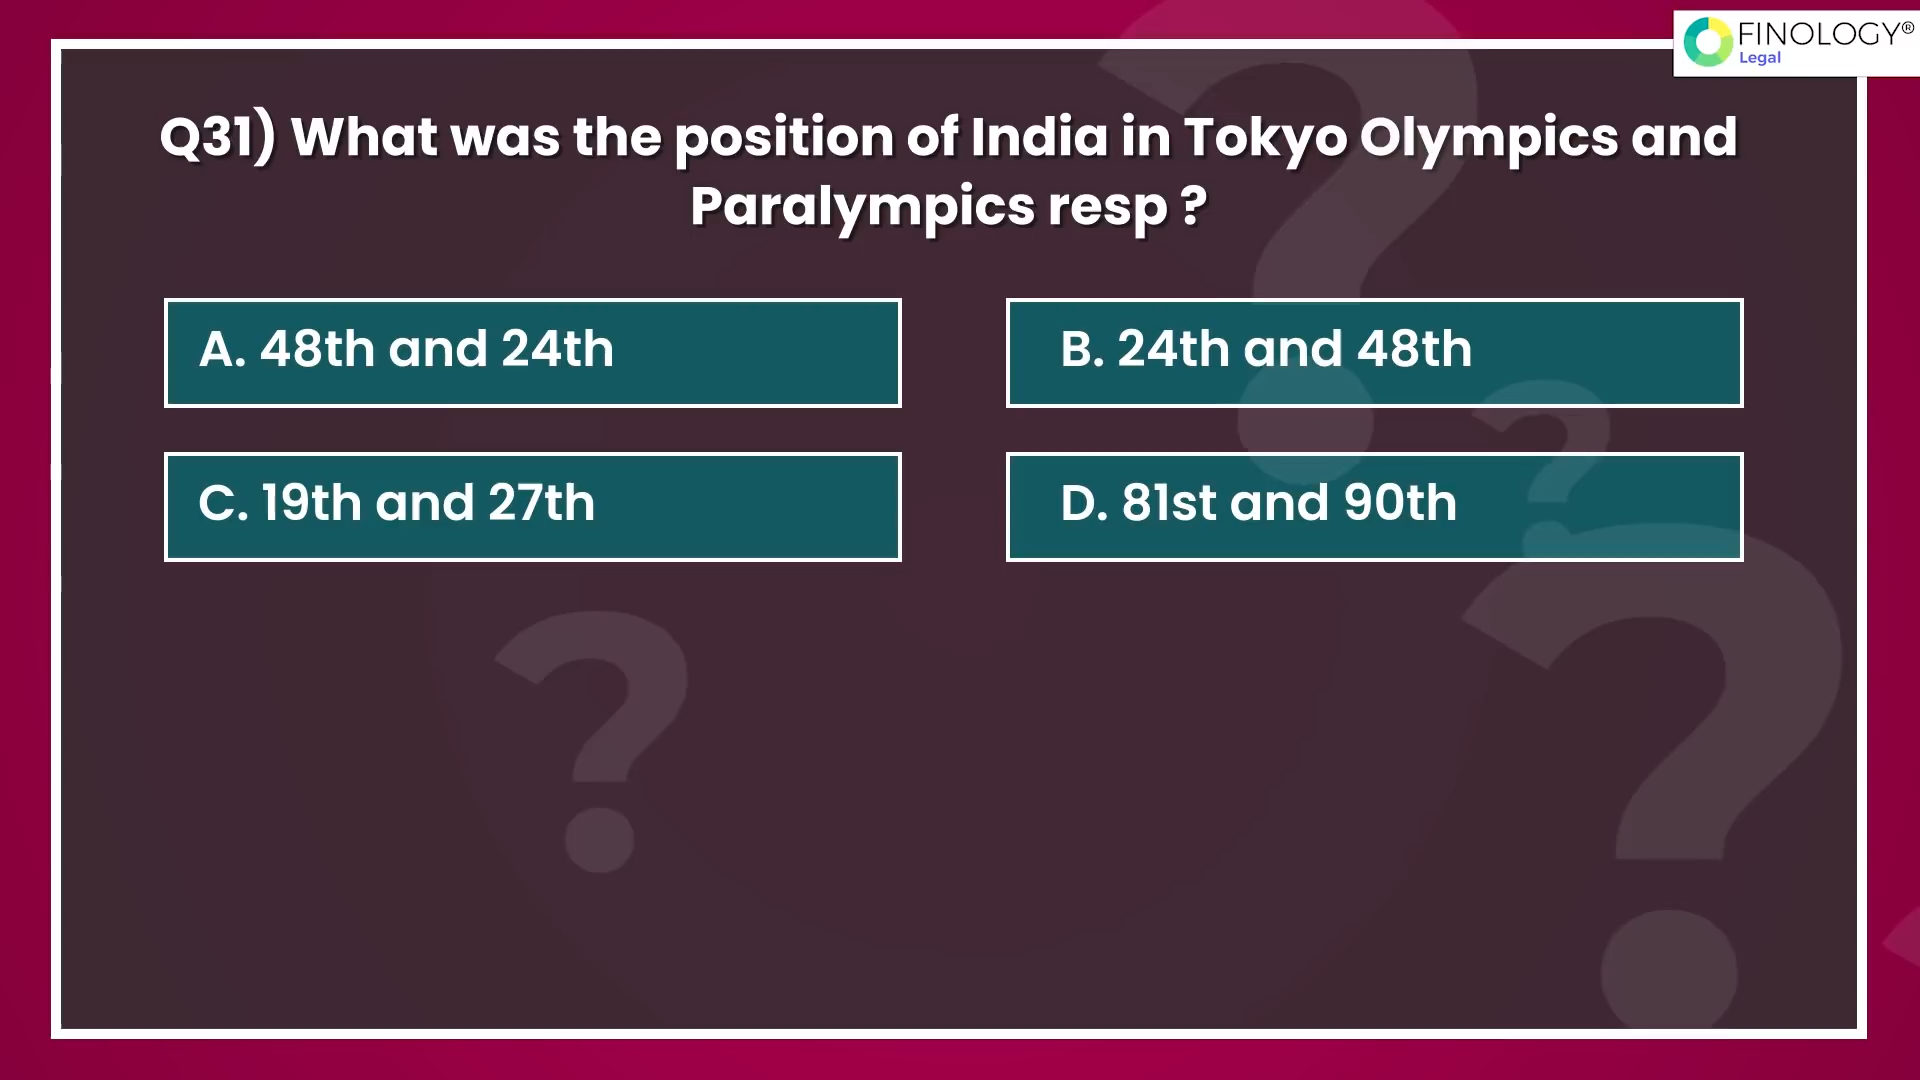 FINOLOGY®
Legal
Q31) What was the position of India in Tokyo Olympics and
Paralympics resp ?
A. 48th and 24th
B. 24th and 48th
C. 19th and 27th
D. 81st and 90th